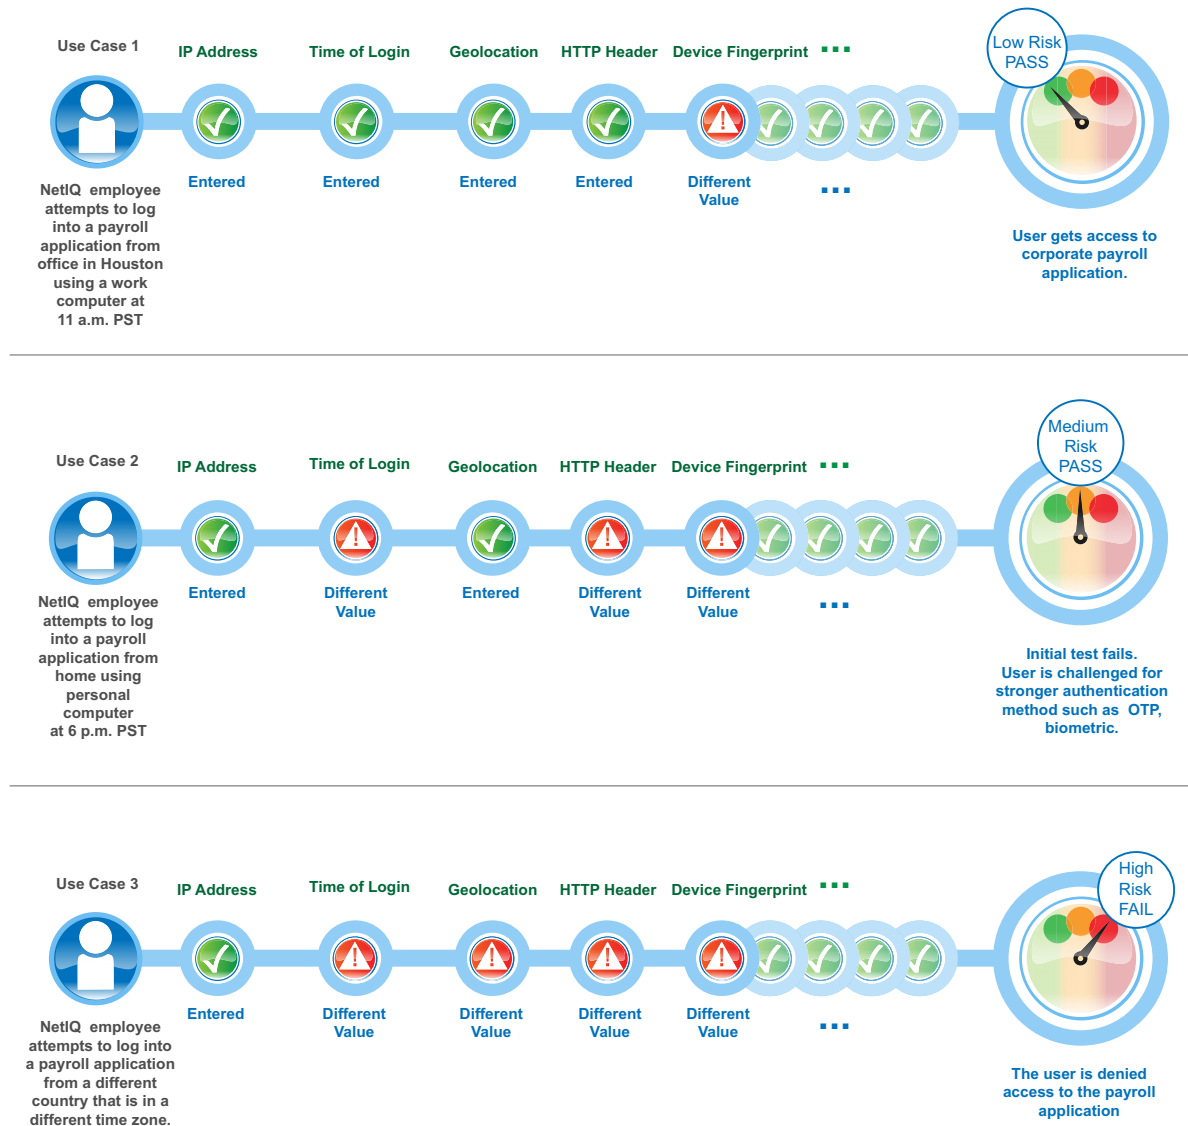 Use Case 1
IP Address
Time of Login
Geolocation
HTTP Header
Device Fingerprint
...
Low Risk
PASS
Entered
Entered
Entered
Entered
Different
Value
...
NetIQ employee
attempts to log
into a payroll
application from
office in Houston
using a work
computer at
11 a.m. PST
User gets access to
corporate payroll
application.
Use Case 2
IP Address
Time of Login
Geolocation
HTTP Header
Device Fingerprint
...
Medium
Risk
PASS
Entered
Different
Value
Entered
Different
Value
Different
Value
...
NetIQ employee
attempts to log
into a payroll
application from
home using
personal
computer
at 6 p.m. PST
Initial test fails.
User is challenged for
stronger authentication
method such as OTP,
biometric.
Use Case 3
IP Address
Time of Login
Geolocation
HTTP Header
Device Fingerprint
...
High
Risk
FAIL
Entered
Different
Value
Different
Value
Different
Value
Different
Value
...
NetIQ employee
attempts to log into
a payroll application
from a different
country that is in a
different time zone.
The user is denied
access to the payroll
application